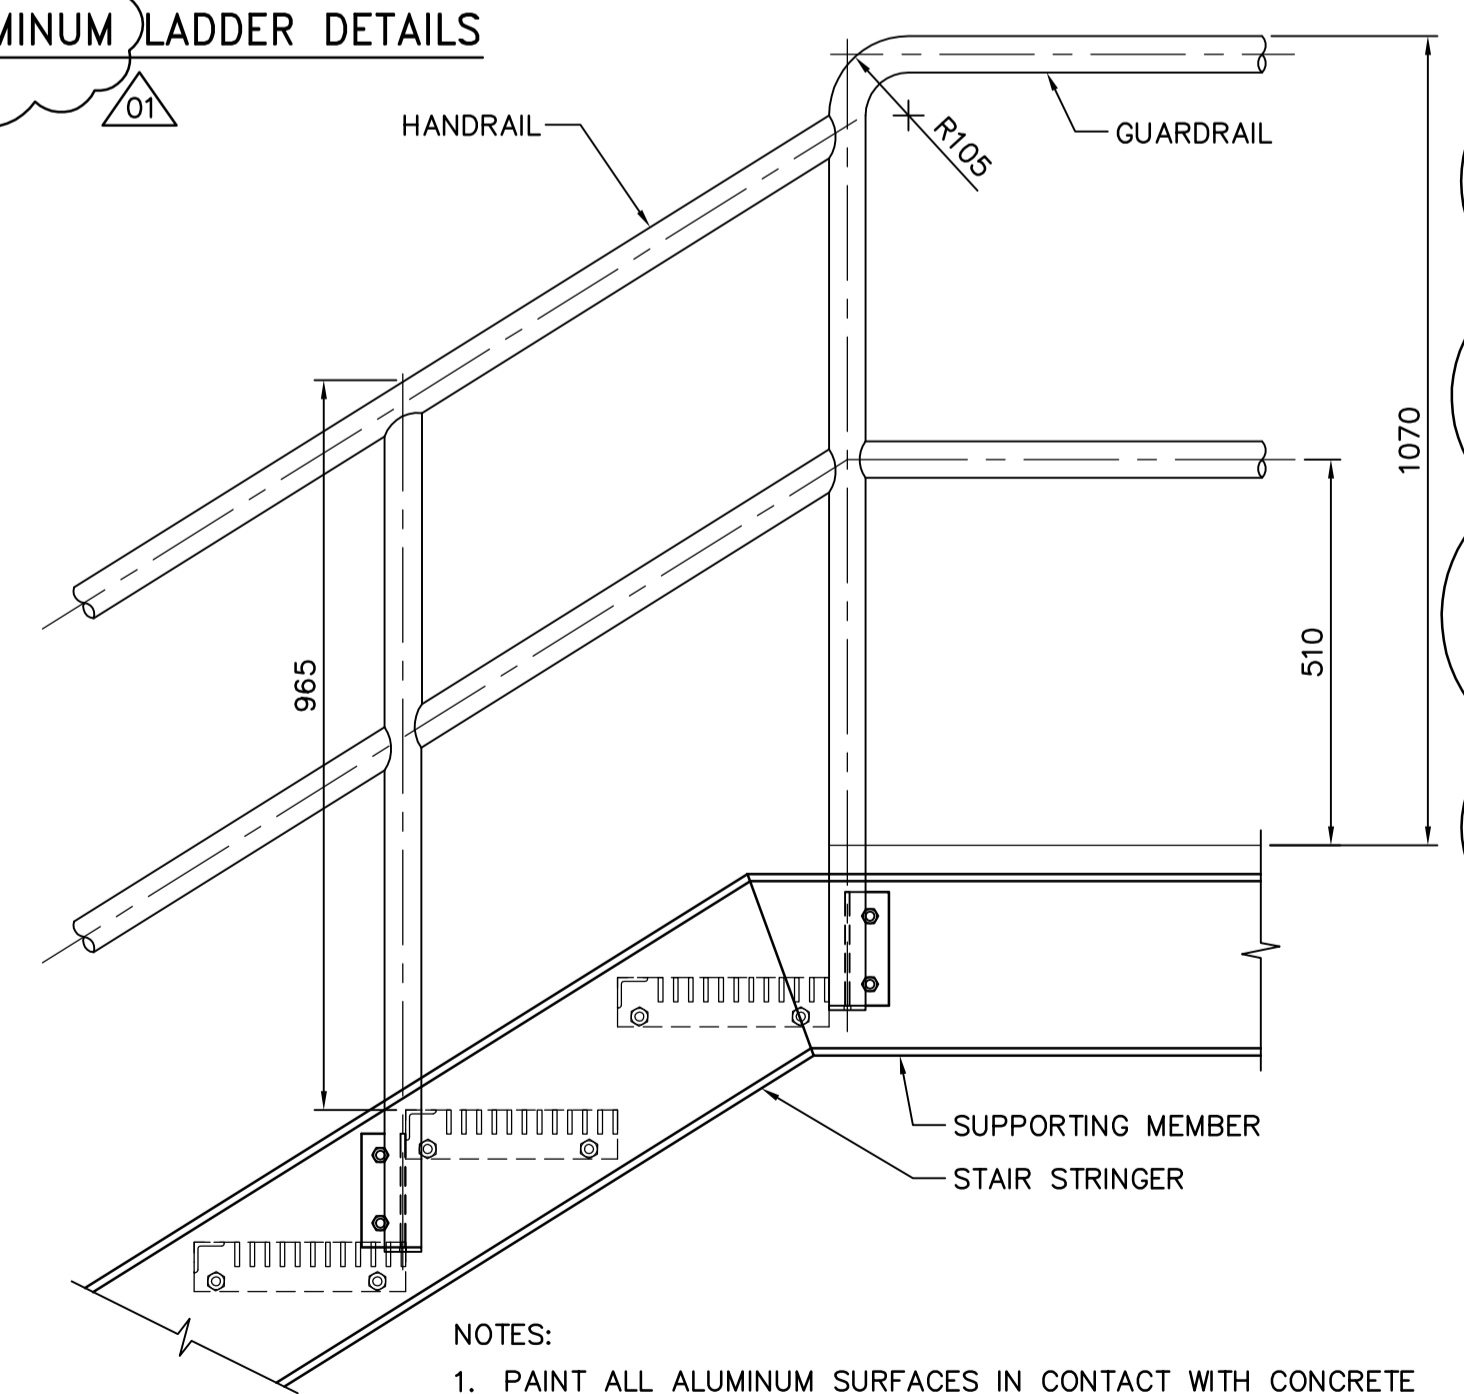 MINUM LADDER DETAILS
01
HANDRAIL
GUARDRAIL
R105
1070
965
510
SUPPORTING MEMBER
STAIR STRINGER
NOTES:
1. PAINT ALL ALUMINUM SURFACES IN CONTACT WITH CONCRETE